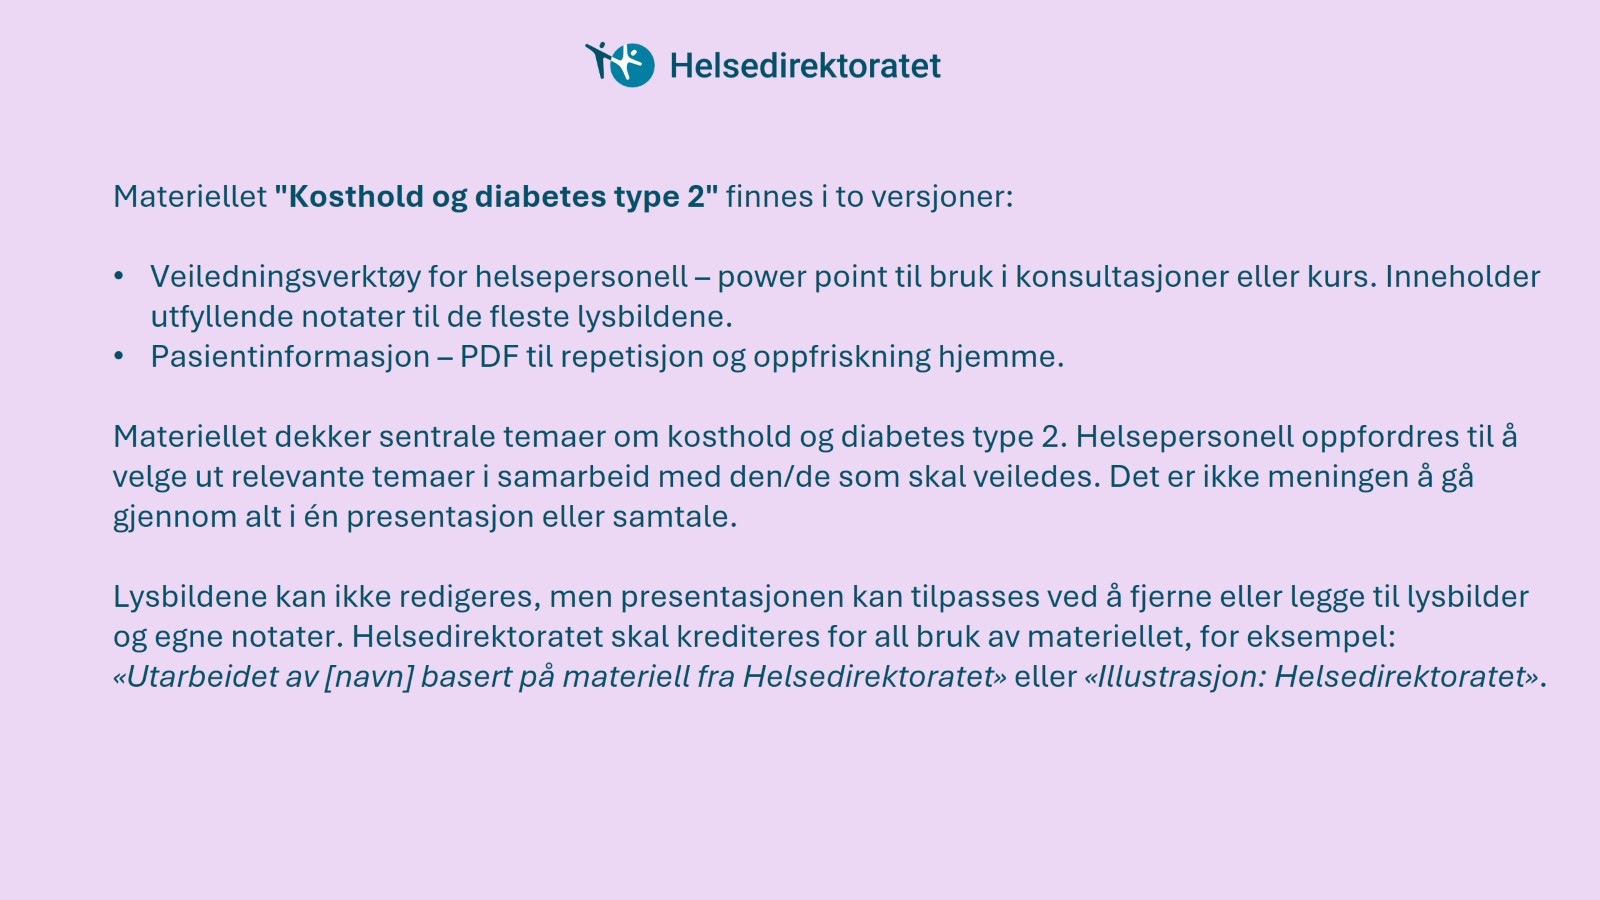 Helsedirektoratet
Materiellet "Kosthold og diabetes type 2" finnes i to versjoner:
• Veiledningsverktøy for helsepersonell – power point til bruk i konsultasjoner eller kurs. Inneholder
utfyllende notater til de fleste lysbildene.
• Pasientinformasjon – PDF til repetisjon og oppfriskning hjemme.
Materiellet dekker sentrale temaer om kosthold og diabetes type 2. Helsepersonell oppfordres til å
velge ut relevante temaer i samarbeid med den/de som skal veiledes. Det er ikke meningen å gå
gjennom alt i én presentasjon eller samtale.
Lysbildene kan ikke redigeres, men presentasjonen kan tilpasses ved å fjerne eller legge til lysbilder
og egne notater. Helsedirektoratet skal krediteres for all bruk av materiellet, for eksempel:
«Utarbeidet av [navn] basert på materiell fra Helsedirektoratet» eller «Illustrasjon: Helsedirektoratet».